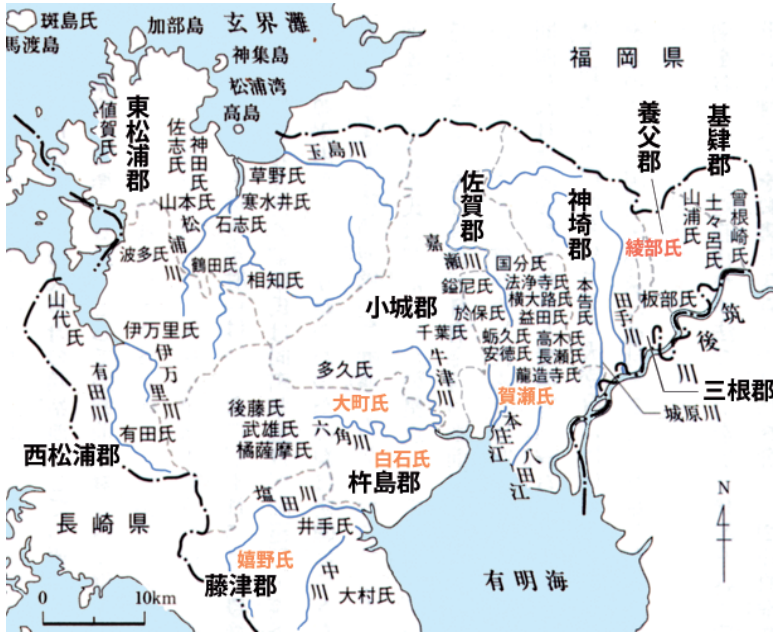 斑島氏
馬渡島
加部島
玄界灘
神集島
松浦湾
高島
福岡県
東松浦郡
値賀氏
佐志氏
神田氏
玉島川
草野氏
山本氏
寒水井氏
松浦川
石志氏
波多氏
鶴田氏
相知氏
佐賀郡
嘉瀬川
国分氏
法浄寺氏
鎰尼氏
横大路氏
益田氏
於保氏
蛎久氏
高木氏
安徳氏
長瀬氏
龍造寺氏
賀瀬氏
本庄江
八田江
神埼郡
本告氏
田手川
養父郡
綾部氏
基肄郡
山浦氏
土々呂氏
曾根崎氏
板部氏
筑後川
三根郡
城原川
小城郡
千葉氏
牛津川
多久氏
山代氏
伊万里氏
伊万里川
有田川
有田氏
西松浦郡
大町氏
後藤氏
武雄氏
橘薩摩氏
六角川
白石氏
杵島郡
塩田川
井手氏
嬉野氏
藤津郡
中川
大村氏
長崎県
有明海
N
0 10km